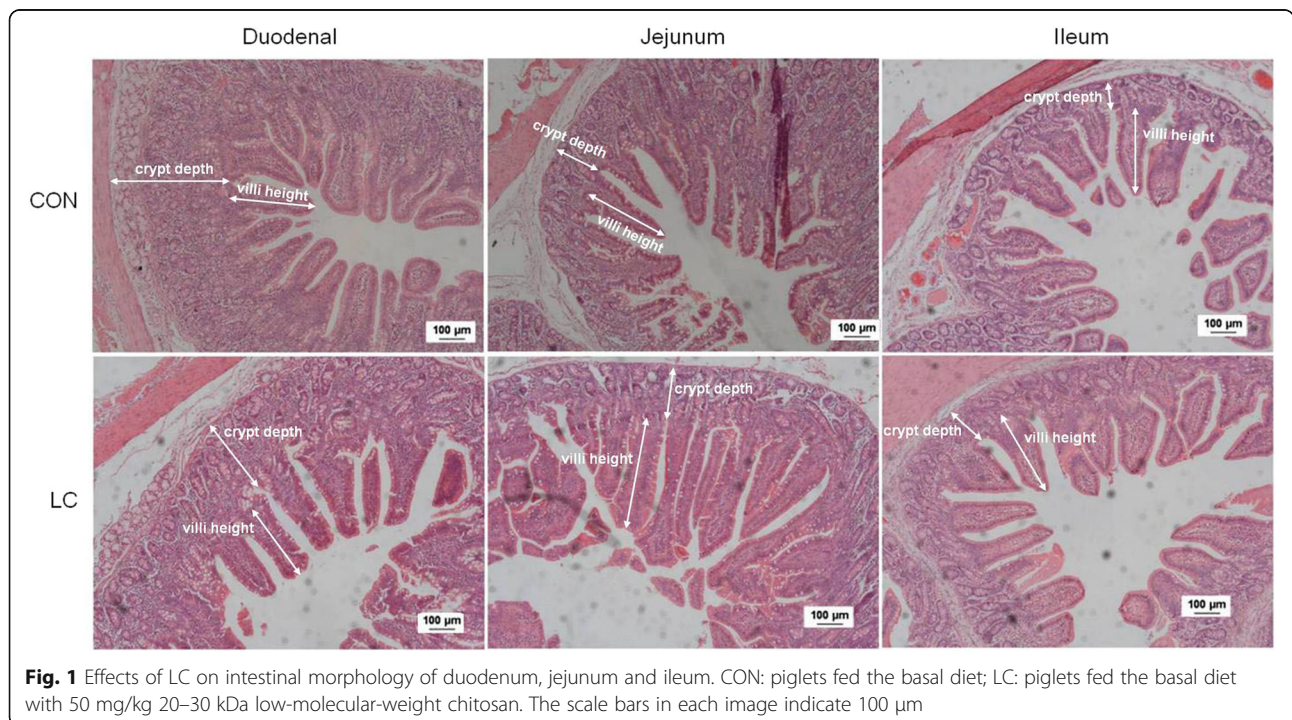 Duodenal Jejunum Ileum
CON
crypt depth
villi height
100 µm
crypt depth
villi height
100 µm
crypt depth
villi height
100 µm
LC
crypt depth
villi height
100 µm
crypt depth
villi height
100 µm
crypt depth
villi height
100 µm
Fig. 1 Effects of LC on intestinal morphology of duodenum, jejunum and ileum. CON: piglets fed the basal diet; LC: piglets fed the basal diet
with 50 mg/kg 20–30 kDa low-molecular-weight chitosan. The scale bars in each image indicate 100 μm